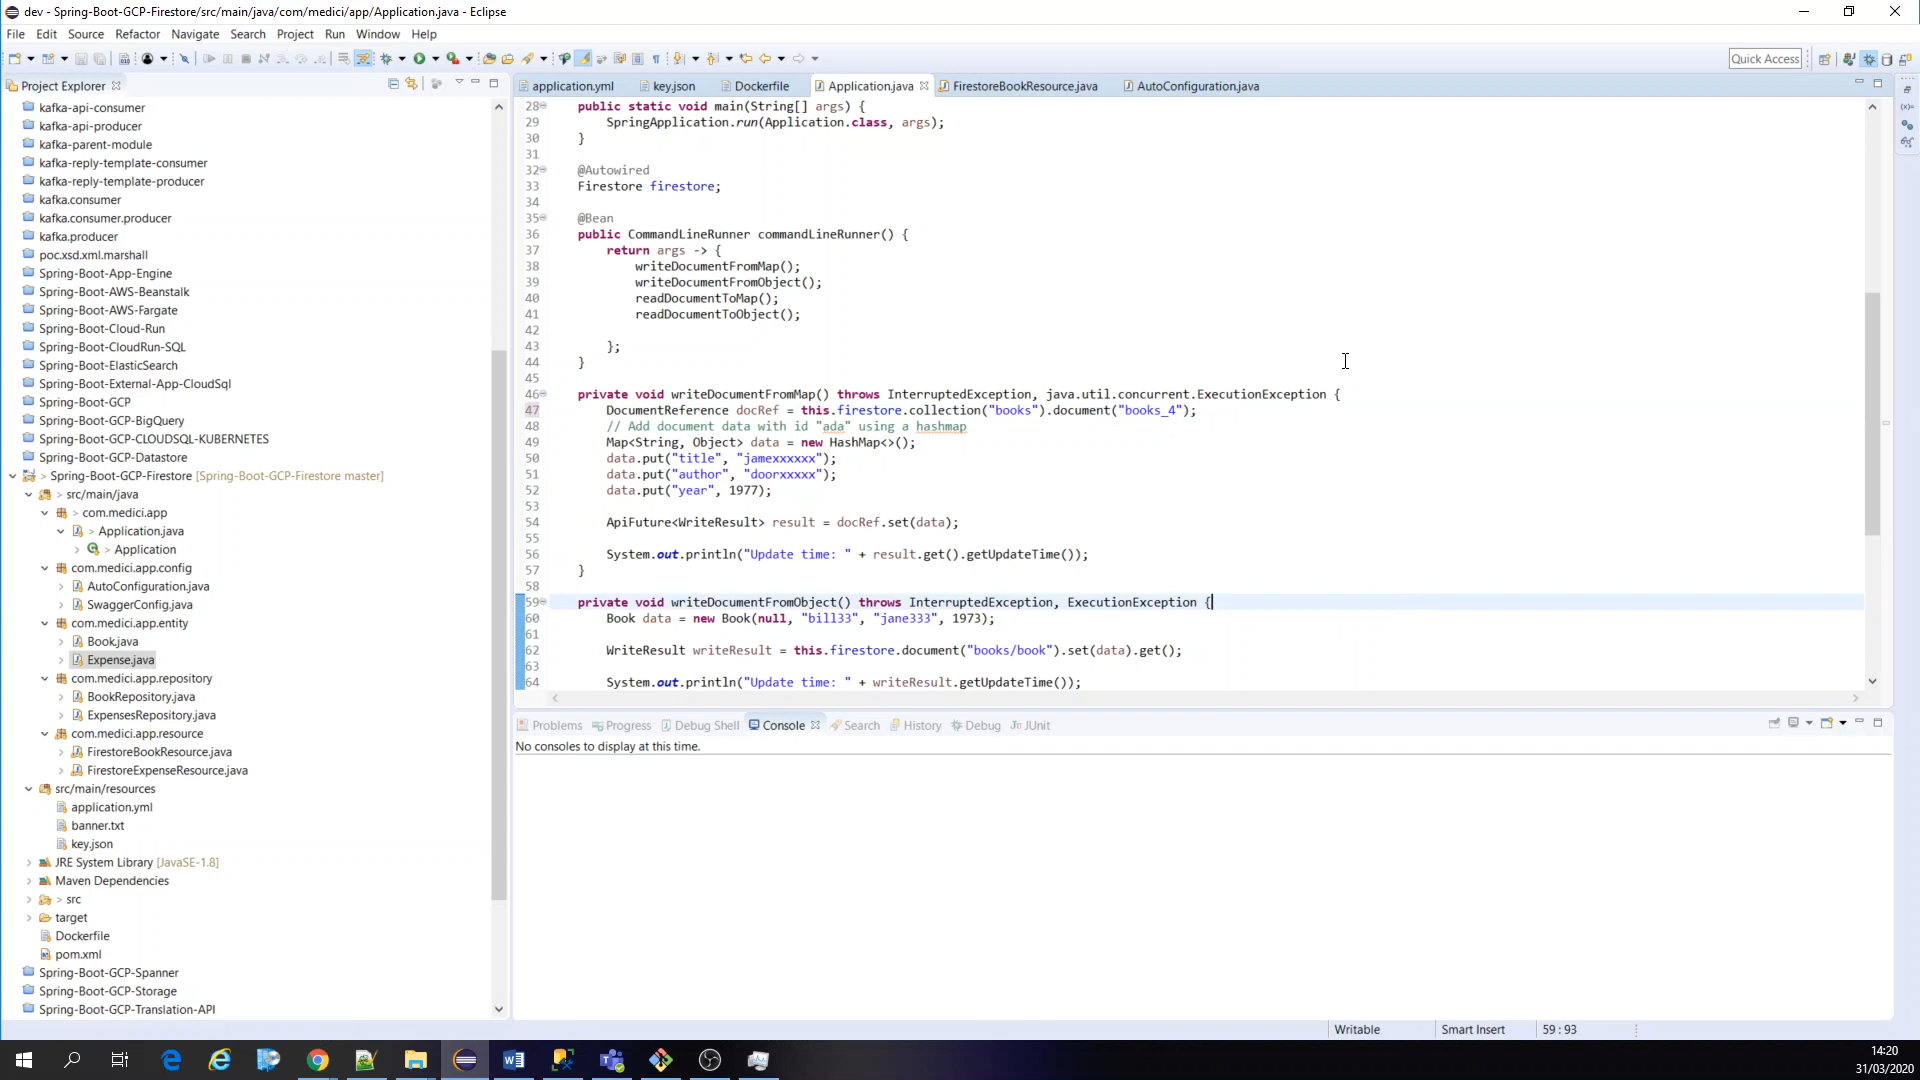 dev - Spring-Boot-GCP-Firestore/src/main/java/com/medici/app/Application.java - Eclipse
File Edit Source Refactor Navigate Search Project Run Window Help
Quick Access
Project Explorer
kafka-api-consumer
kafka-api-producer
kafka-parent-module
kafka-reply-template-consumer
kafka-reply-template-producer
kafka.consumer
kafka.consumer.producer
kafka.producer
poc.xsd.xml.marshall
Spring-Boot-App-Engine
Spring-Boot-AWS-Beanstalk
Spring-Boot-AWS-Fargate
Spring-Boot-Cloud-Run
Spring-Boot-CloudRun-SQL
Spring-Boot-ElasticSearch
Spring-Boot-External-App-CloudSql
Spring-Boot-GCP
Spring-Boot-GCP-BigQuery
Spring-Boot-GCP-CLOUDSQL-KUBERNETES
Spring-Boot-GCP-Datastore
> Spring-Boot-GCP-Firestore [Spring-Boot-GCP-Firestore master]
> src/main/java
> com.medici.app
> Application.java
> Application
com.medici.app.config
AutoConfiguration.java
SwaggerConfig.java
com.medici.app.entity
Book.java
Expense.java
com.medici.app.repository
BookRepository.java
ExpensesRepository.java
com.medici.app.resource
FirestoreBookResource.java
FirestoreExpenseResource.java
src/main/resources
application.yml
banner.txt
key.json
JRE System Library [JavaSE-1.8]
Maven Dependencies
> src
target
Dockerfile
pom.xml
Spring-Boot-GCP-Spanner
Spring-Boot-GCP-Storage
Spring-Boot-GCP-Translation-API
application.yml key.json Dockerfile Application.java FirestoreBookResource.java AutoConfiguration.java
28 public static void main(String[] args) {
29 SpringApplication.run(Application.class, args);
30 }
31
32 @Autowired
33 Firestore firestore;
34
35 @Bean
36 public CommandLineRunner commandLineRunner() {
37 return args -> {
38 writeDocumentFromMap();
39 writeDocumentFromObject();
40 readDocumentToMap();
41 readDocumentToObject();
42
43 };
44 }
45
46 private void writeDocumentFromMap() throws InterruptedException, java.util.concurrent.ExecutionException {
47 DocumentReference docRef = this.firestore.collection("books").document("books_4");
48 // Add document data with id "ada" using a hashmap
49 Map<String, Object> data = new HashMap<>();
50 data.put("title", "jamexxxxxx");
51 data.put("author", "doorxxxxx");
52 data.put("year", 1977);
53
54 ApiFuture<WriteResult> result = docRef.set(data);
55
56 System.out.println("Update time: " + result.get().getUpdateTime());
57 }
58
59 private void writeDocumentFromObject() throws InterruptedException, ExecutionException {
60 Book data = new Book(null, "bill33", "jane333", 1973);
61
62 WriteResult writeResult = this.firestore.document("books/book").set(data).get();
63
64 System.out.println("Update time: " + writeResult.getUpdateTime());
Problems Progress Debug Shell Console Search History Debug JUnit
No consoles to display at this time.
Writable Smart Insert 59 : 93
14:20
31/03/2020